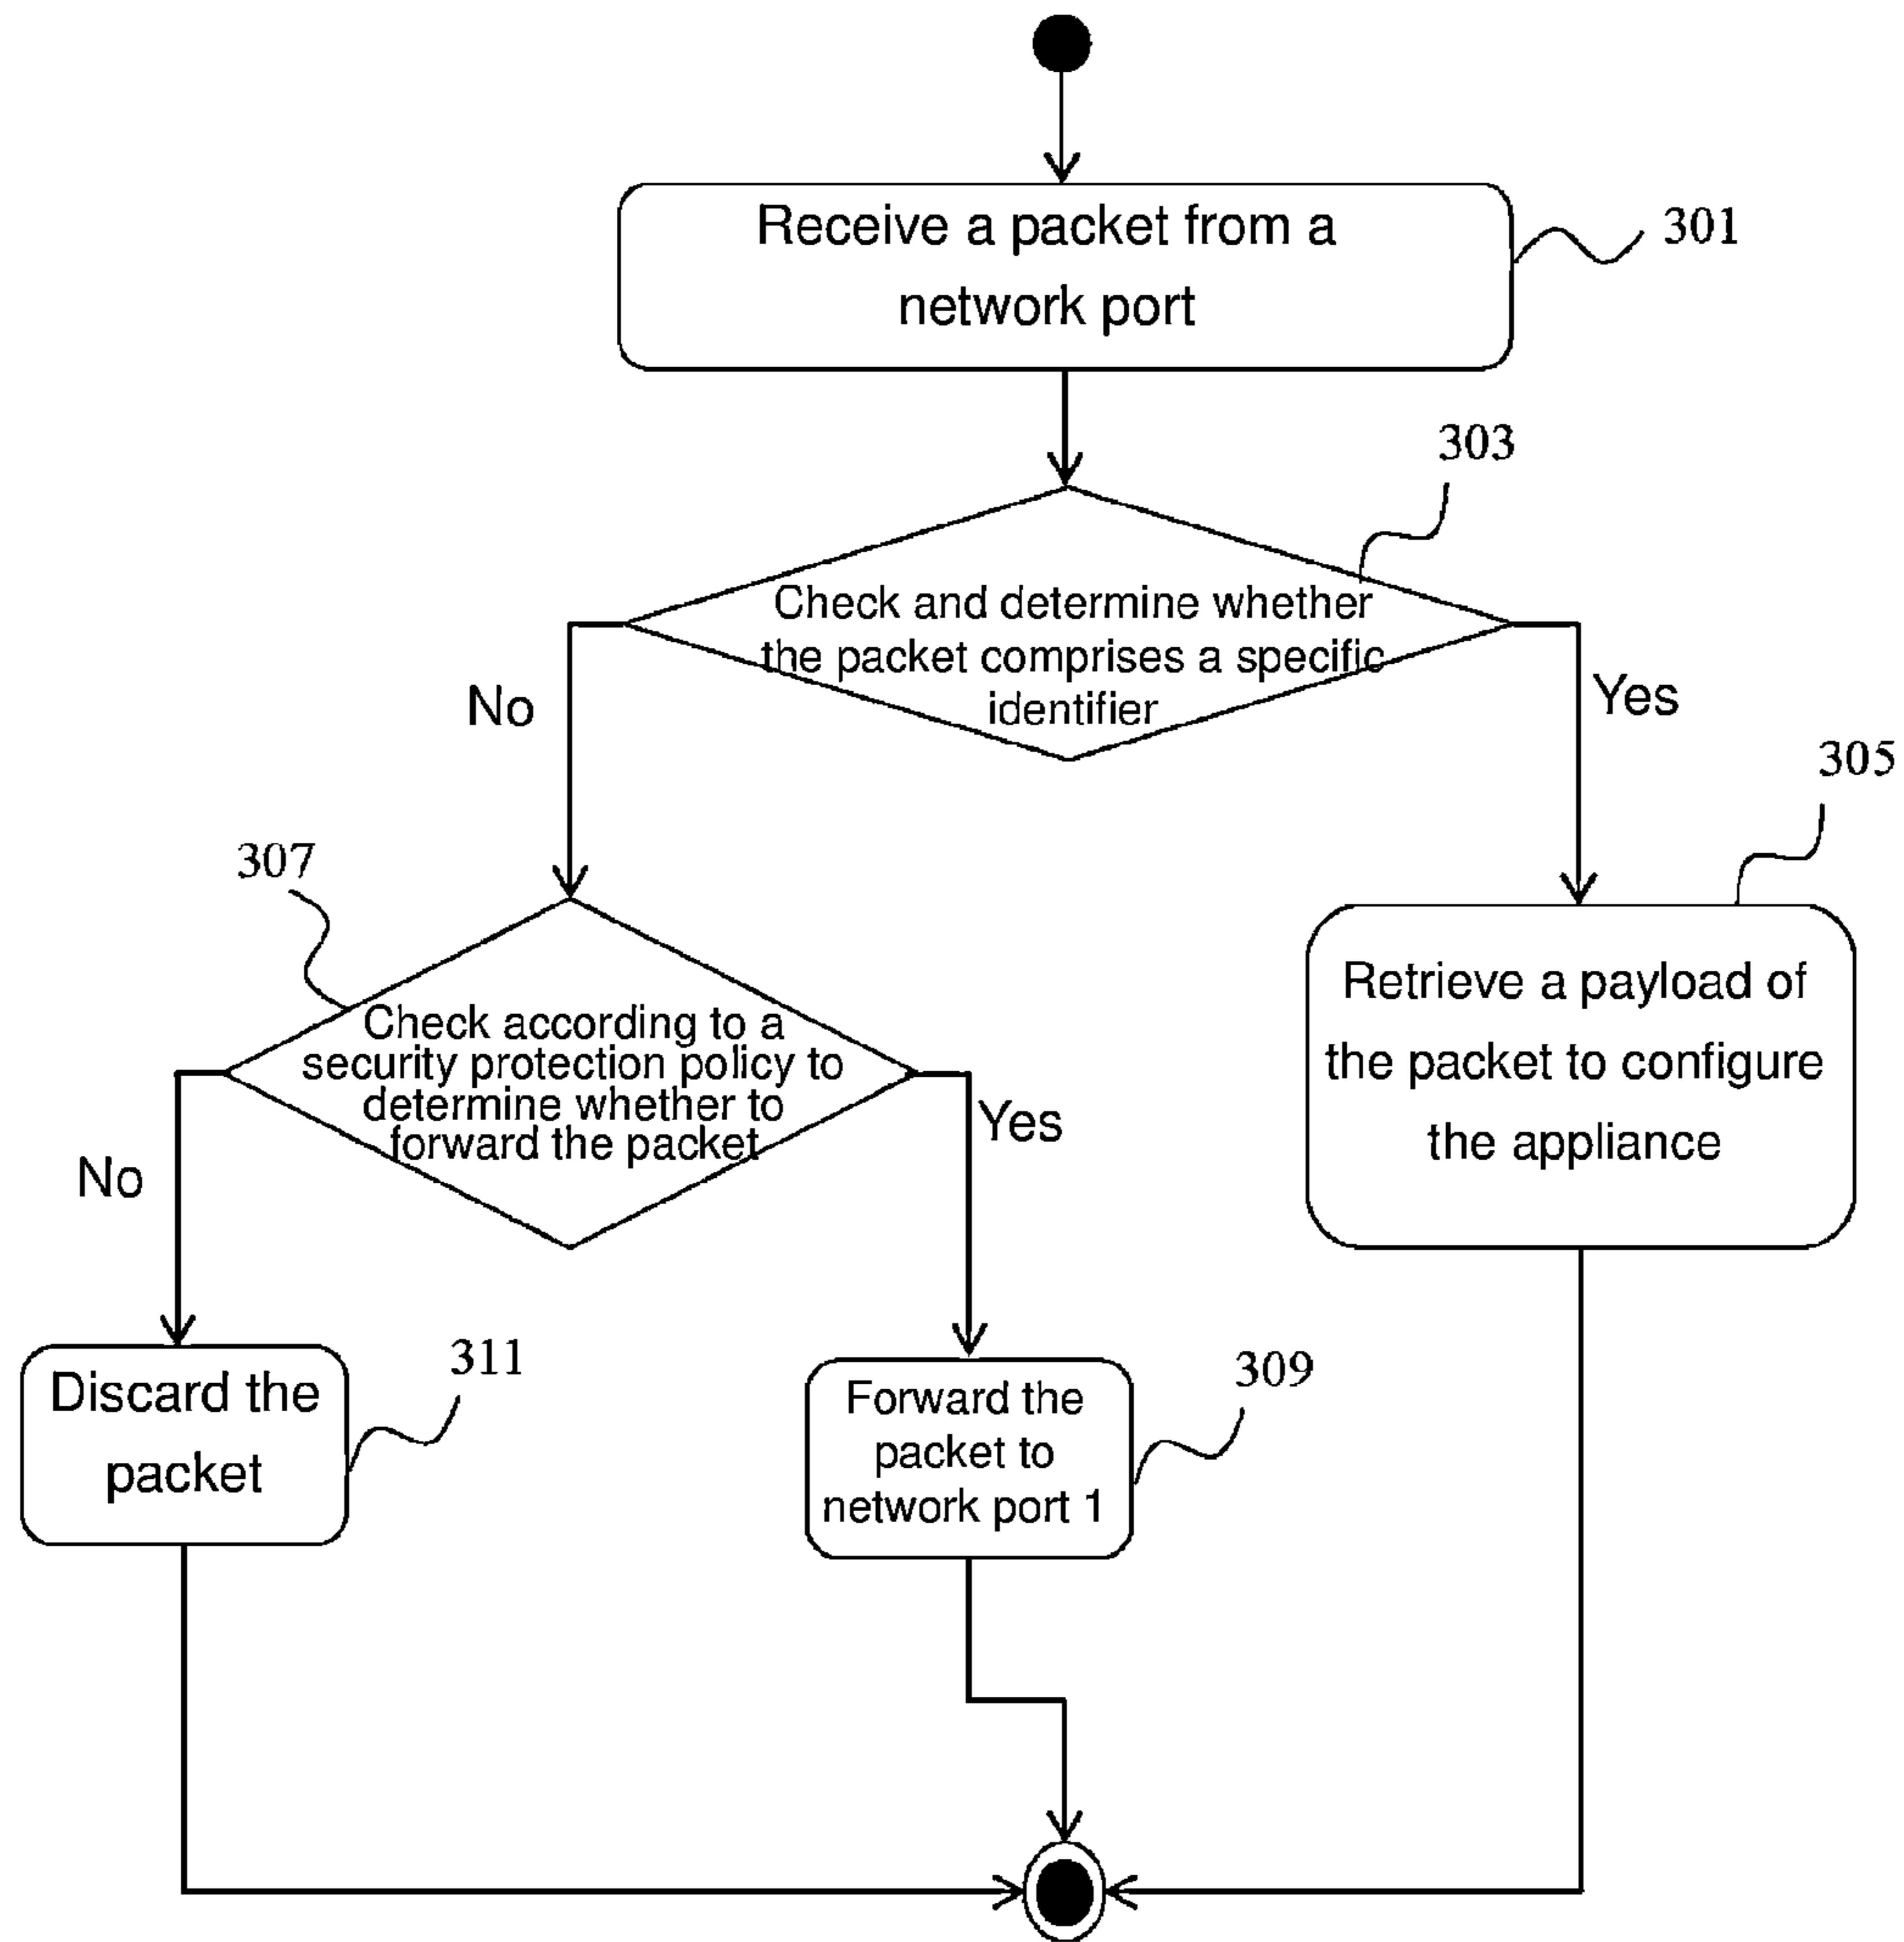 Receive a packet from a
network port
301
303
Check and determine whether
the packet comprises a specific
identifier
No
Yes
305
307
Check according to a
security protection policy to
determine whether to
forward the packet
Retrieve a payload of
the packet to configure
the appliance
No
Yes
Discard the
packet
311
Forward the
packet to
network port 1
309